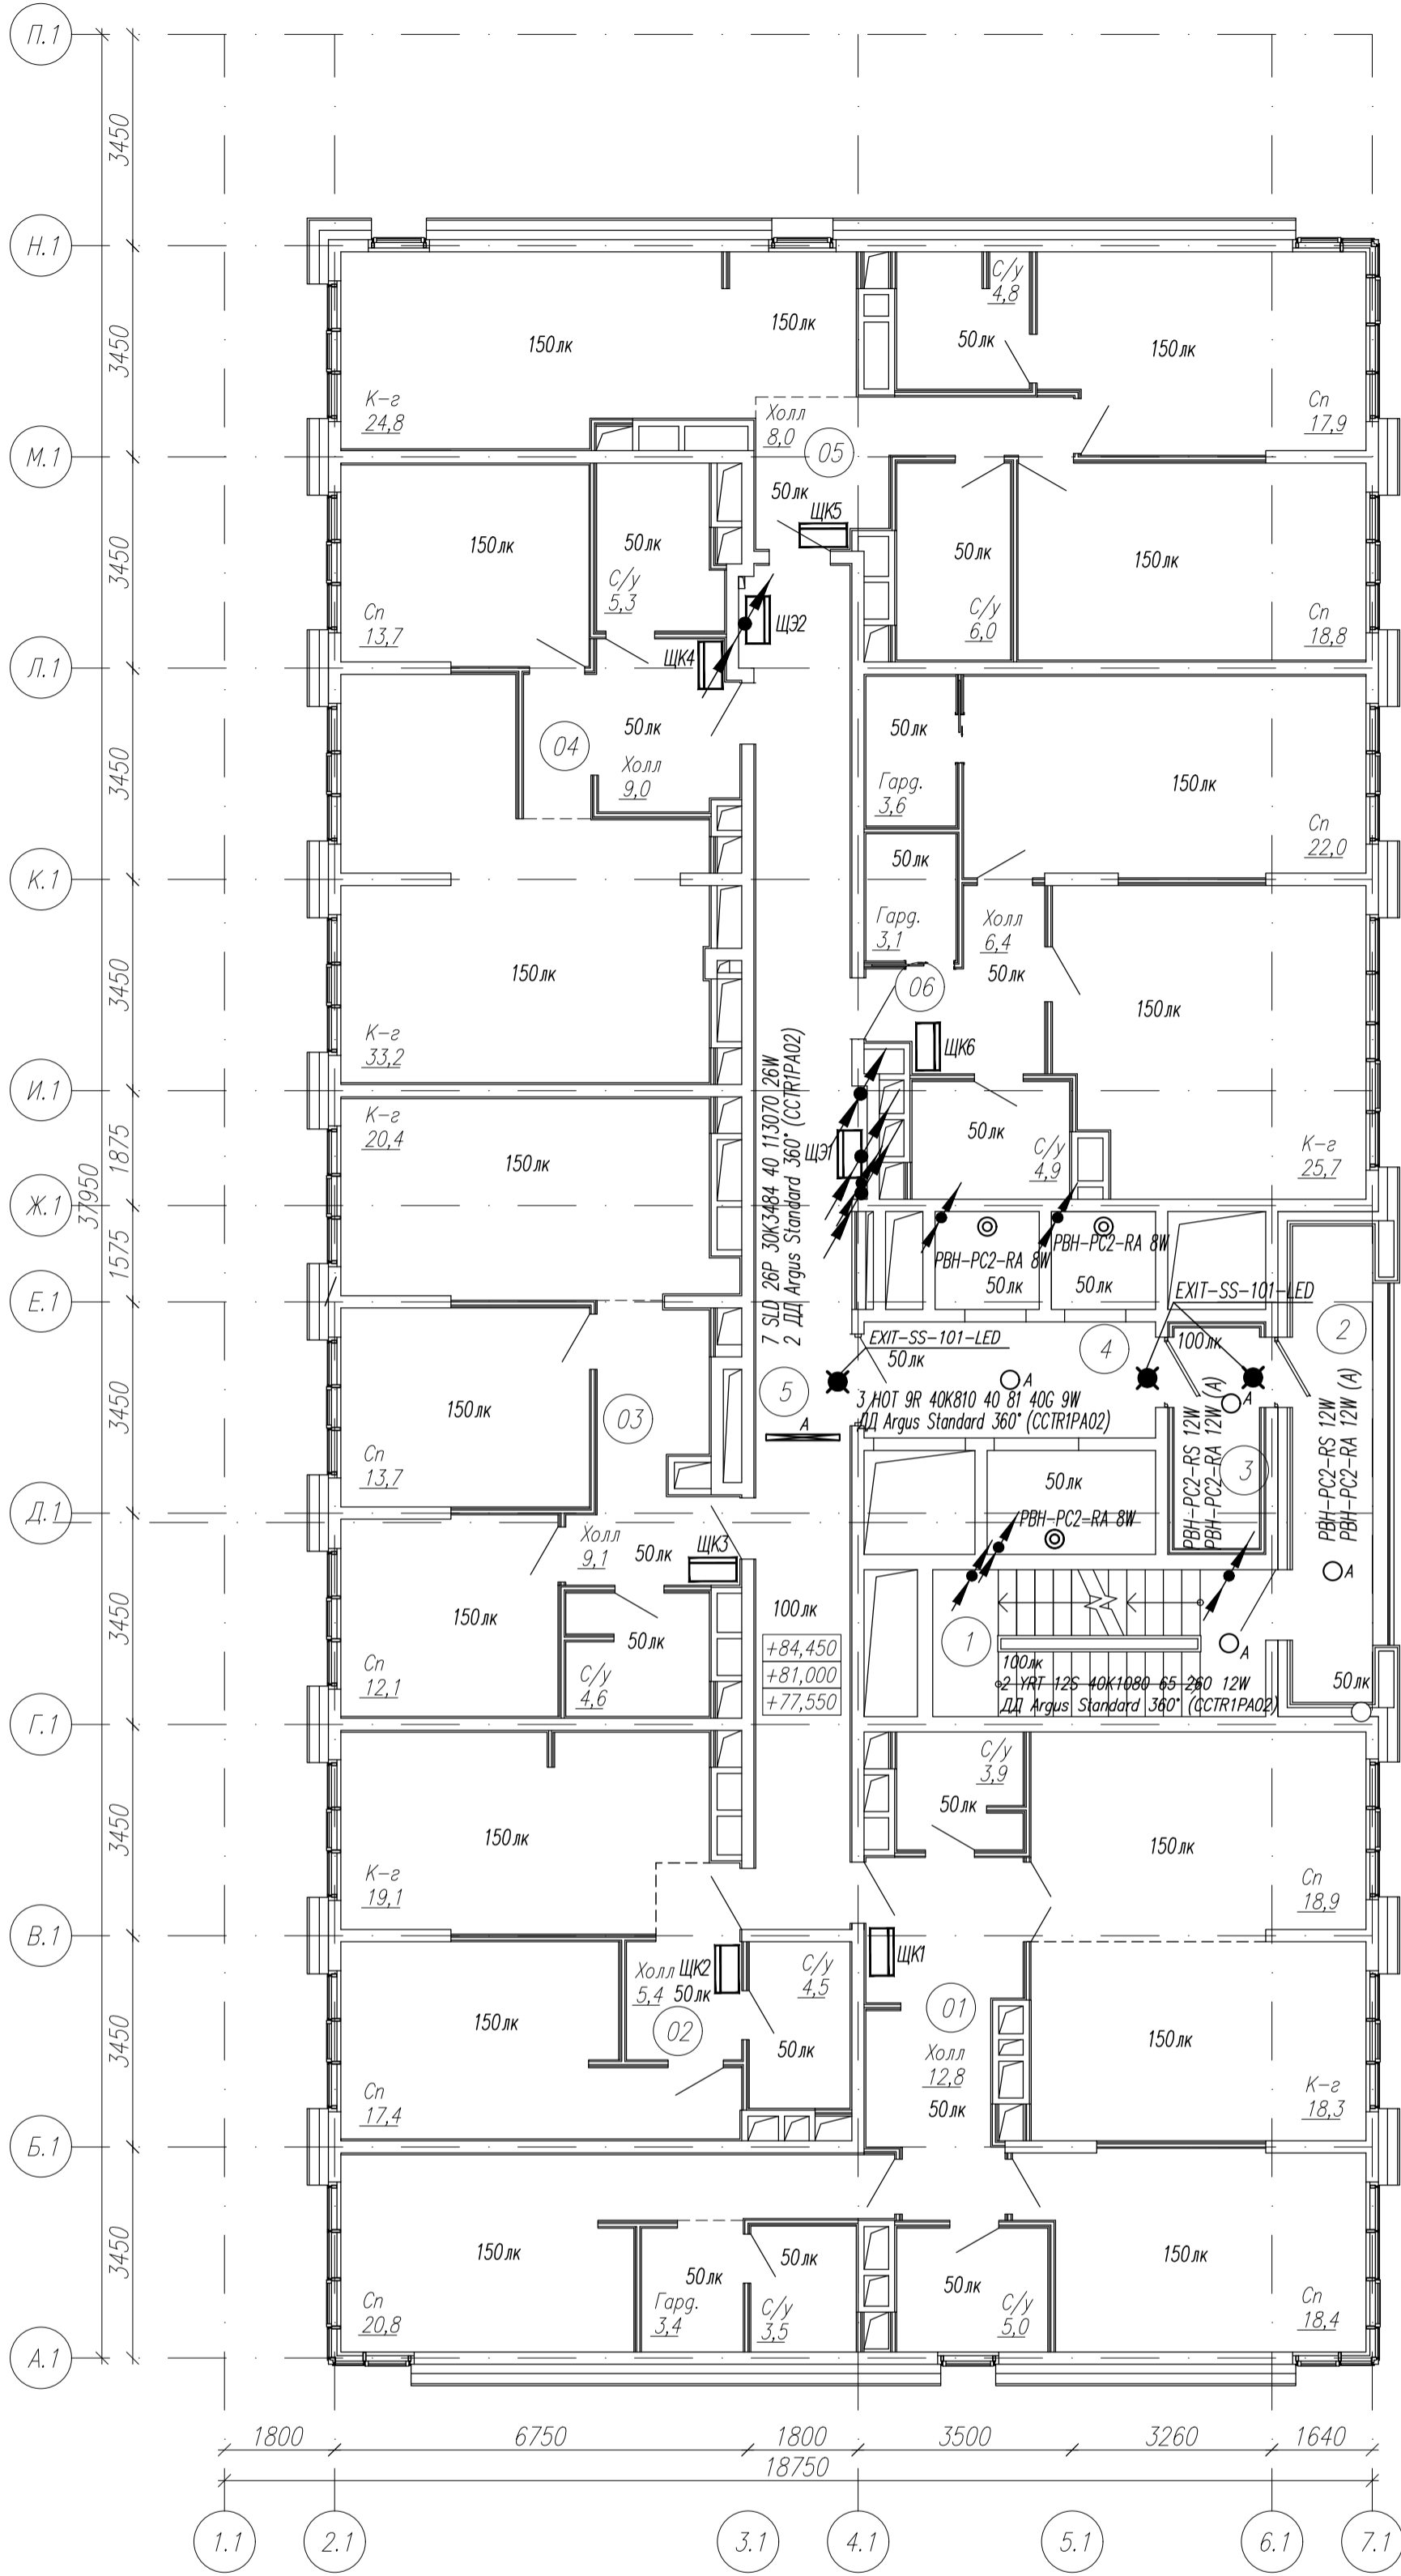 П.1
3450
Н.1
С/у
4,8
150лк
50лк
150лк
150лк
3450
К-г
24,8
Холл
8,0
Сп
17,9
05
М.1
50лк
ЩК5
150лк
50лк
50лк
150лк
3450
С/у
5,3
Сп
13,7
ЩЭ2
С/у
6,0
Сп
18,8
ЩК4
Л.1
50лк
50лк
04
Холл
9,0
Гард.
3,6
150лк
3450
Сп
22,0
50лк
К.1
Гард.
3,1
Холл
6,4
50лк
150лк
06
150лк
3450
К-г
33,2
ЩК6
7 SLD 26P 30K3484 40 113070 26W
2 ДД Argus Standard 360° (CCTR1PA02)
И.1
К-г
20,4
150лк
ЩЭ1
50лк
С/у
4,9
К-г
25,7
1875
37950
Ж.1
PBH-PC2-RA 8W
PBH-PC2-RA 8W
50лк
50лк
1575
EXIT-SS-101-LED
Е.1
2
EXIT-SS-101-LED
50лк
4
100лк
5
А
А
3 HOT 9R 40K810 40 81 40G 9W
ДД Argus Standard 360° (CCTR1PA02)
А
150лк
03
3450
PBH-PC2-RS 12W
PBH-PC2-RA 12W (А)
3
PBH-PC2-RS 12W
PBH-PC2-RA 12W (А)
Сп
13,7
50лк
Д.1
PBH-PC2-RA 8W
Холл
9,1
50лк
ЩК3
А
150лк
100лк
3450
50лк
1
А
+84,450
+81,000
+77,550
Сп
12,1
С/у
4,6
100лк
2 YRT 12S 40K1080 65 260 12W
ДД Argus Standard 360° (CCTR1PA02)
50лк
Г.1
С/у
3,9
50лк
150лк
150лк
3450
К-г
19,1
Сп
18,9
В.1
ЩК1
Холл
5,4
ЩК2
50лк
С/у
4,5
01
150лк
02
50лк
Холл
12,8
150лк
3450
Сп
17,4
50лк
К-г
18,3
Б.1
150лк
50лк
50лк
50лк
150лк
3450
Сп
20,8
Гард.
3,4
С/у
3,5
С/у
5,0
Сп
18,4
А.1
1800
6750
1800
3500
3260
1640
18750
1.1
2.1
3.1
4.1
5.1
6.1
7.1